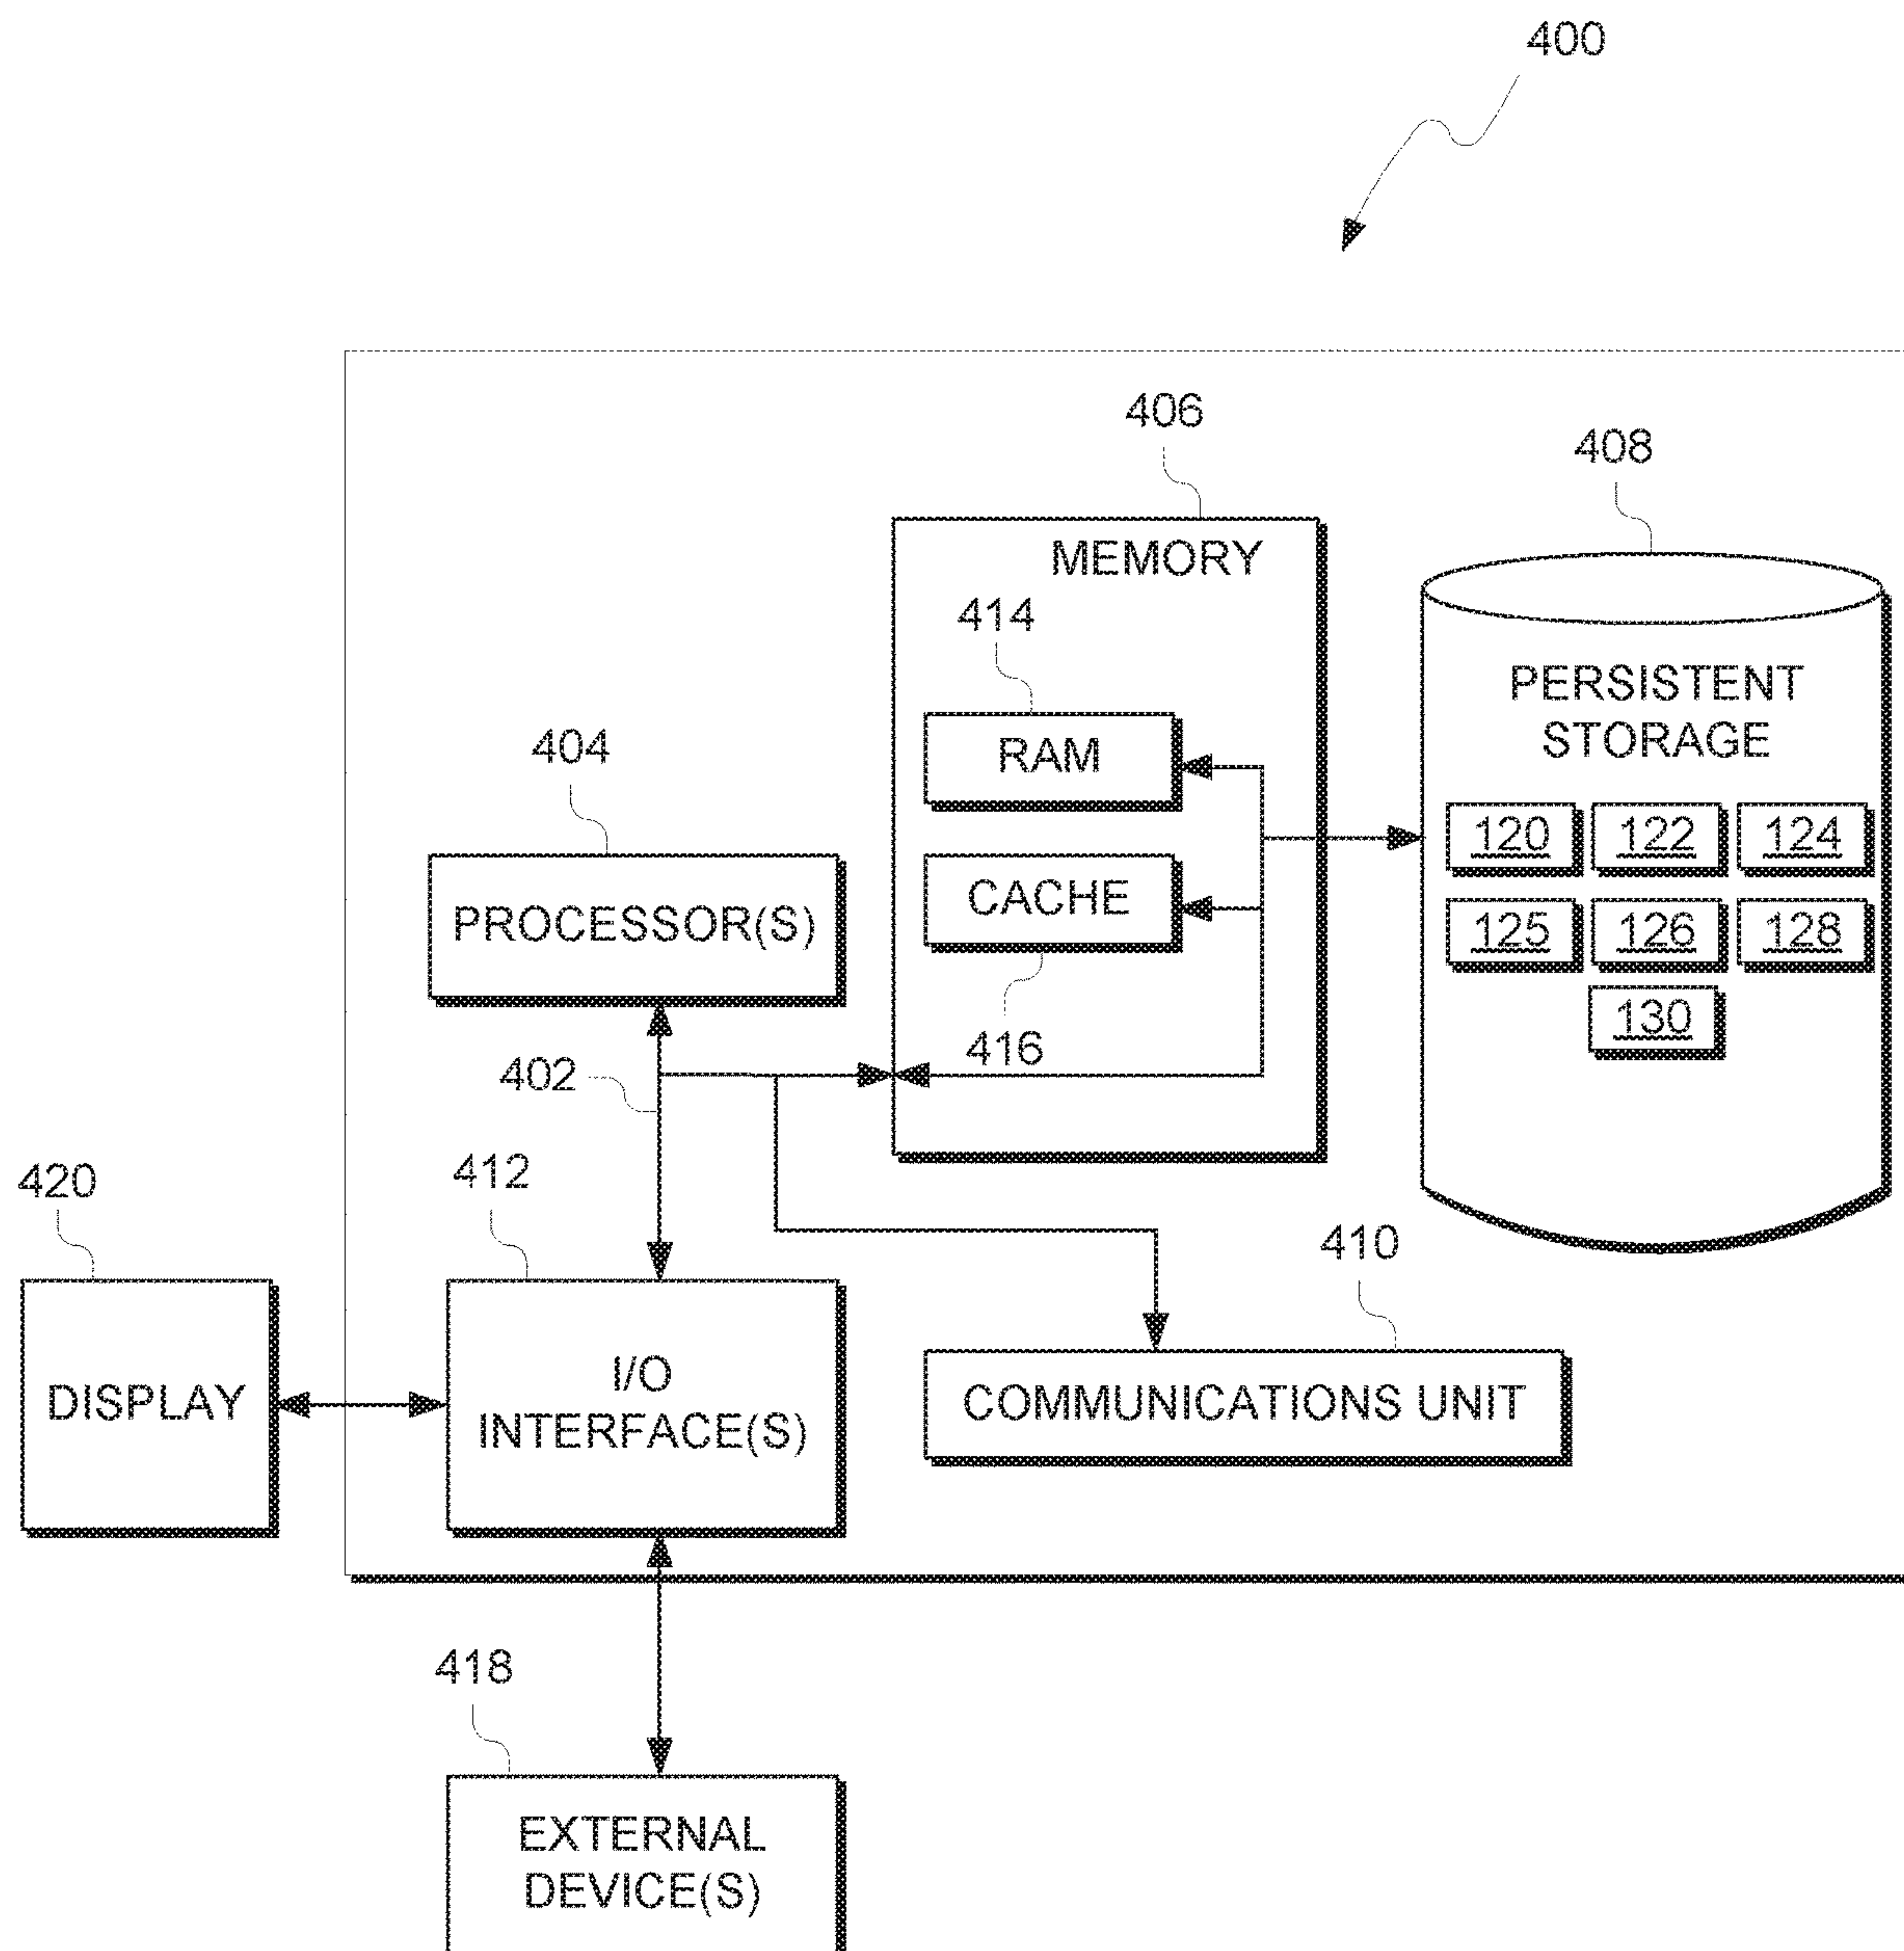 400
406
408
MEMORY
414
PERSISTENT
STORAGE
404
RAM
120 122 124
CACHE
PROCESSOR(S)
125 126 128
130
416
402
420
412
410
I/O
INTERFACE(S)
DISPLAY
COMMUNICATIONS UNIT
418
EXTERNAL
DEVICE(S)